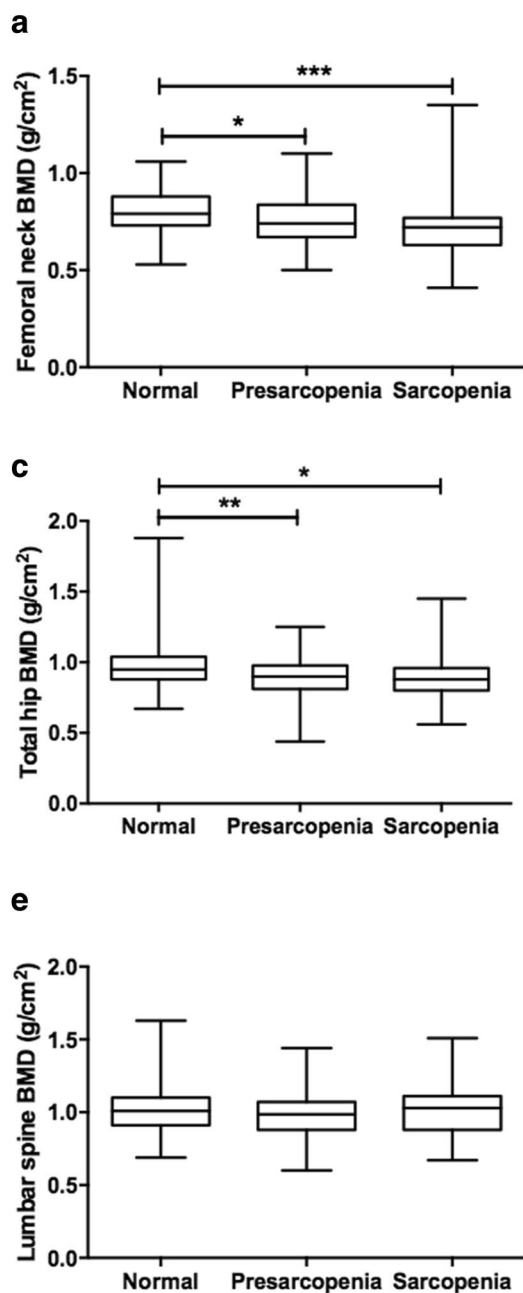 a
Femoral neck BMD (g/cm²)
1.5
1.0
0.5
0.0
***
*
Normal Presarcopenia Sarcopenia
c
Total hip BMD (g/cm²)
2.0
1.5
1.0
0.5
0.0
*
**
Normal Presarcopenia Sarcopenia
e
Lumbar spine BMD (g/cm²)
2.0
1.5
1.0
0.5
0.0
Normal Presarcopenia Sarcopenia